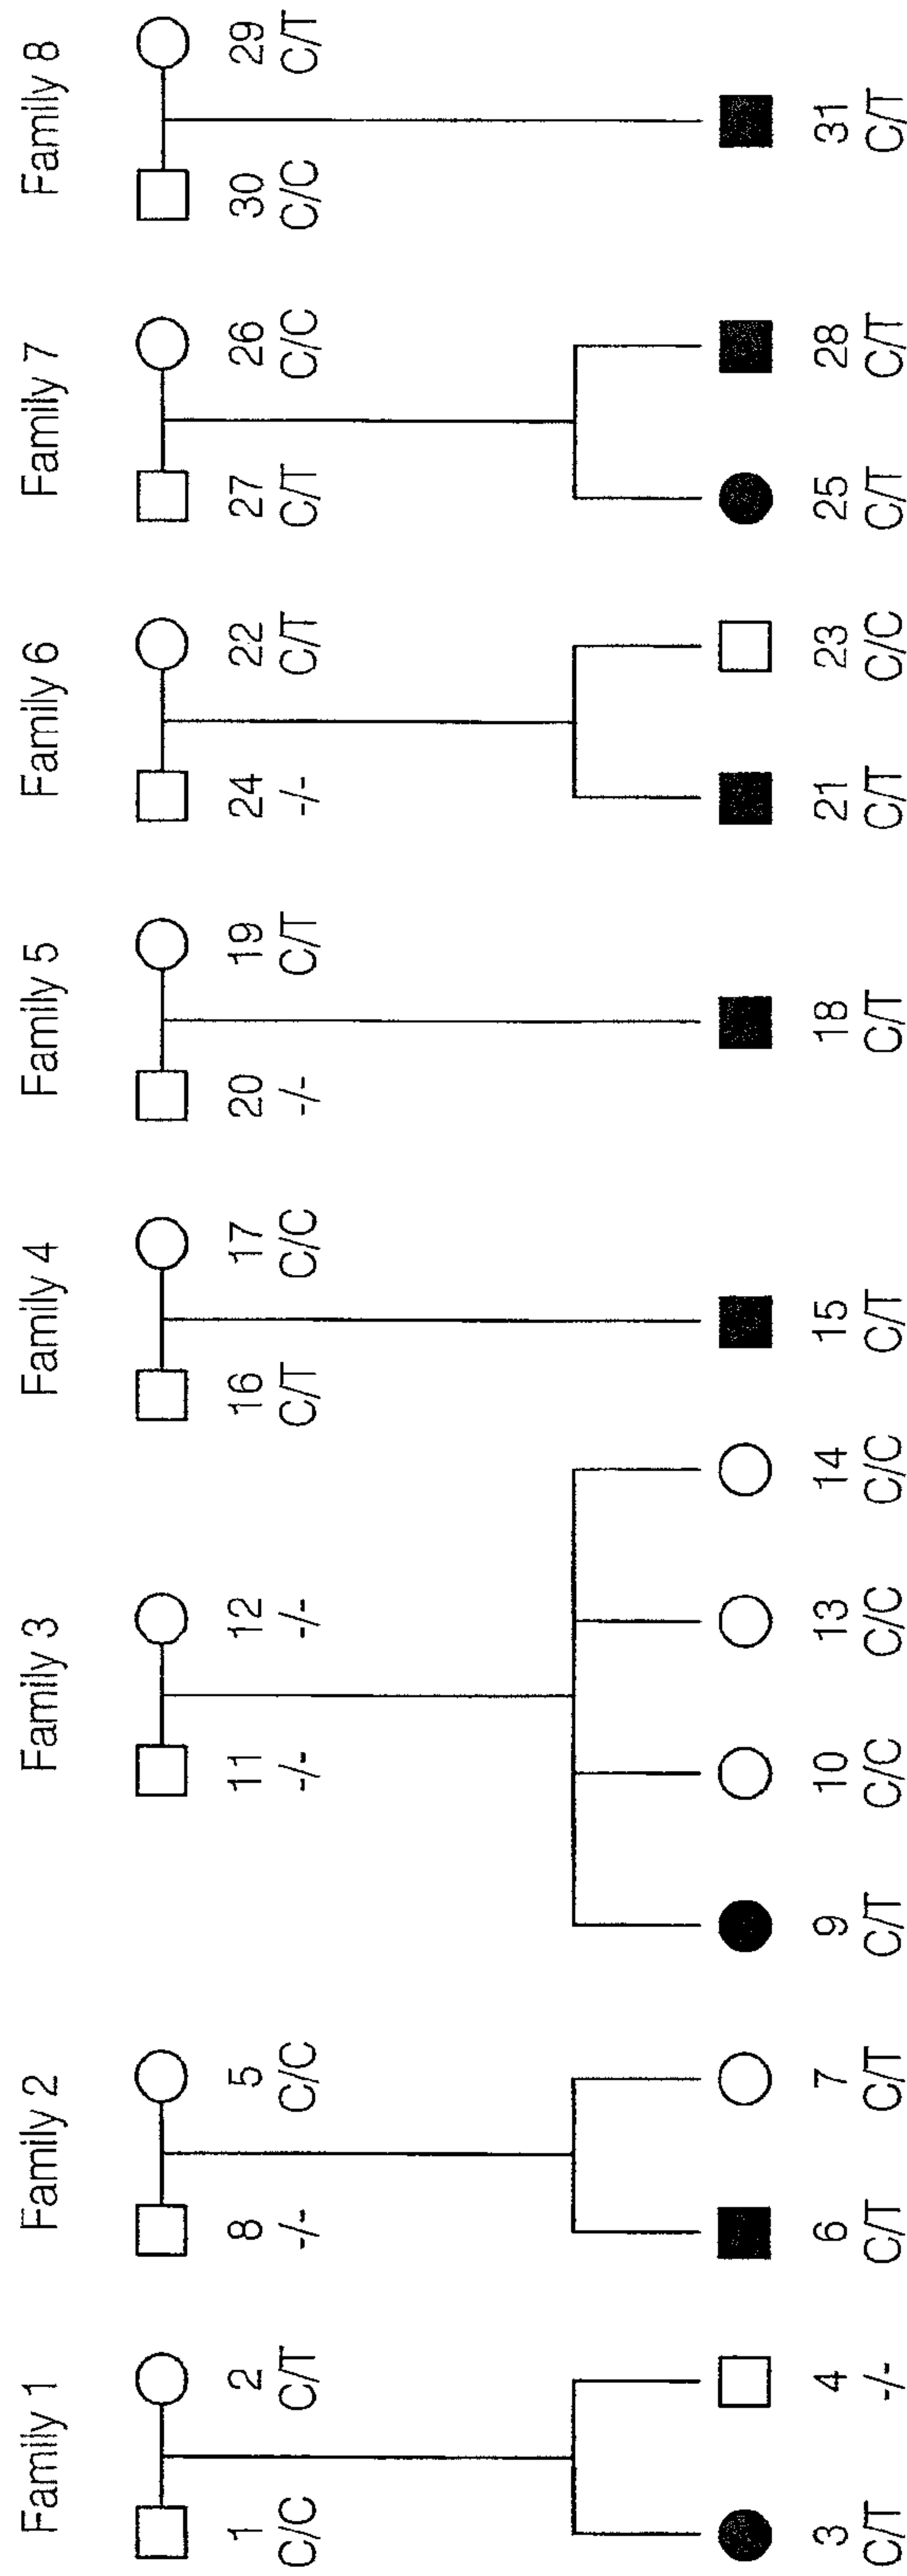 Family 1
1 2
C/C C/T
3 4
C/T -/-
Family 2
8 5
-/- C/C
6 7
C/T C/T
Family 3
11 12
-/- -/-
9 10 13 14
C/T C/C C/C C/C
Family 4
16 17
C/T C/C
15
C/T
Family 5
20 19
-/- C/T
18
C/T
Family 6
24 22
-/- C/T
21 23
C/T C/C
Family 7
27 26
C/T C/C
25 28
C/T C/T
Family 8
30 29
C/C C/T
31
C/T